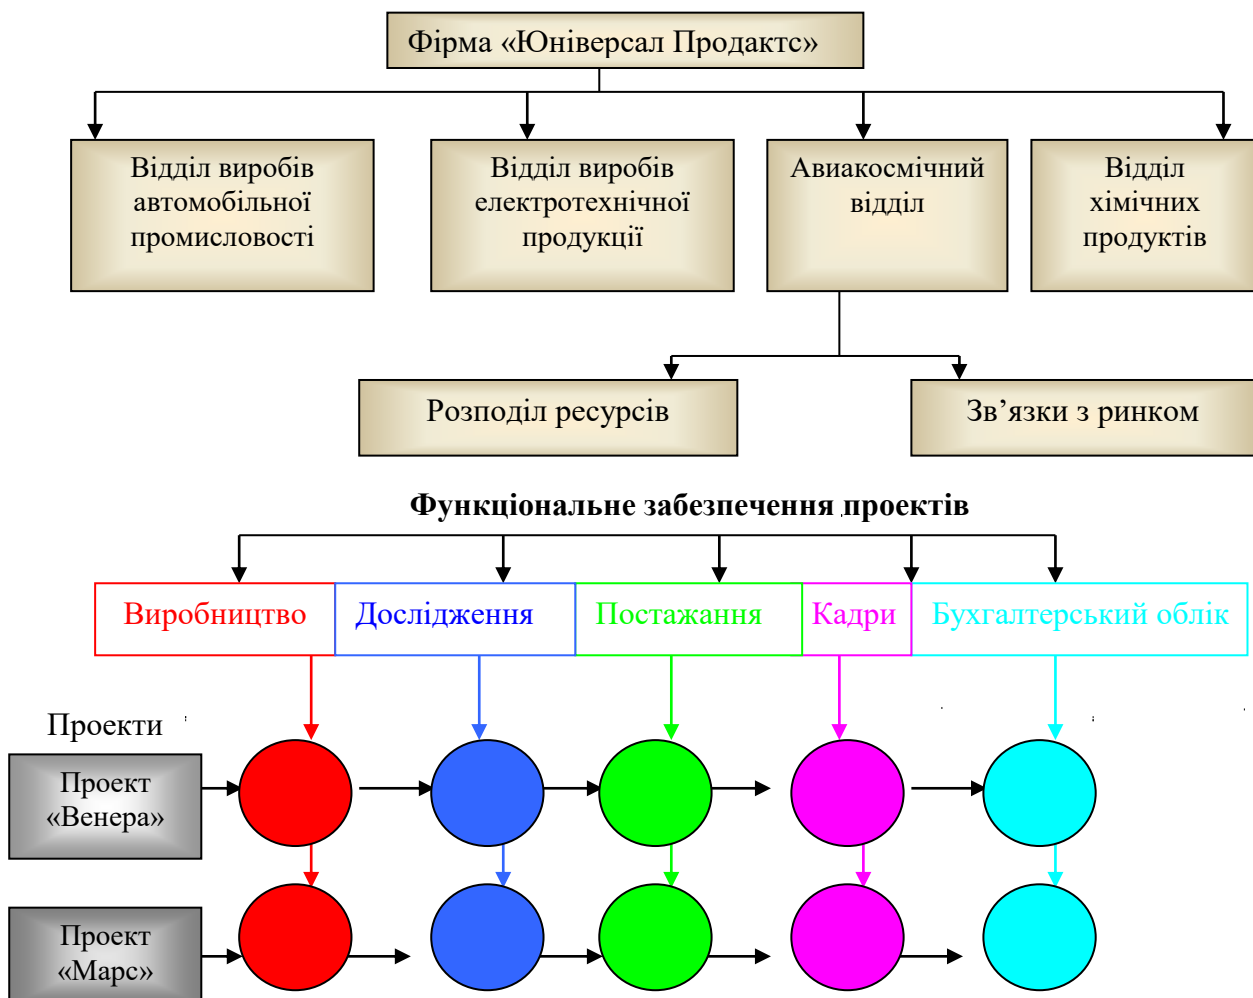 Фірма «Юніверсал Продактс»
Відділ виробів
автомобільної
промисловості
Відділ виробів
електротехнічної
продукції
Авиакосмічний
відділ
Відділ
хімічних
продуктів
Розподіл ресурсів
Зв’язки з ринком
Функціональне забезпечення проектів
Виробництво
Дослідження
Постажання
Кадри
Бухгалтерський облік
Проекти
Проект
«Венера»
Проект
«Марс»